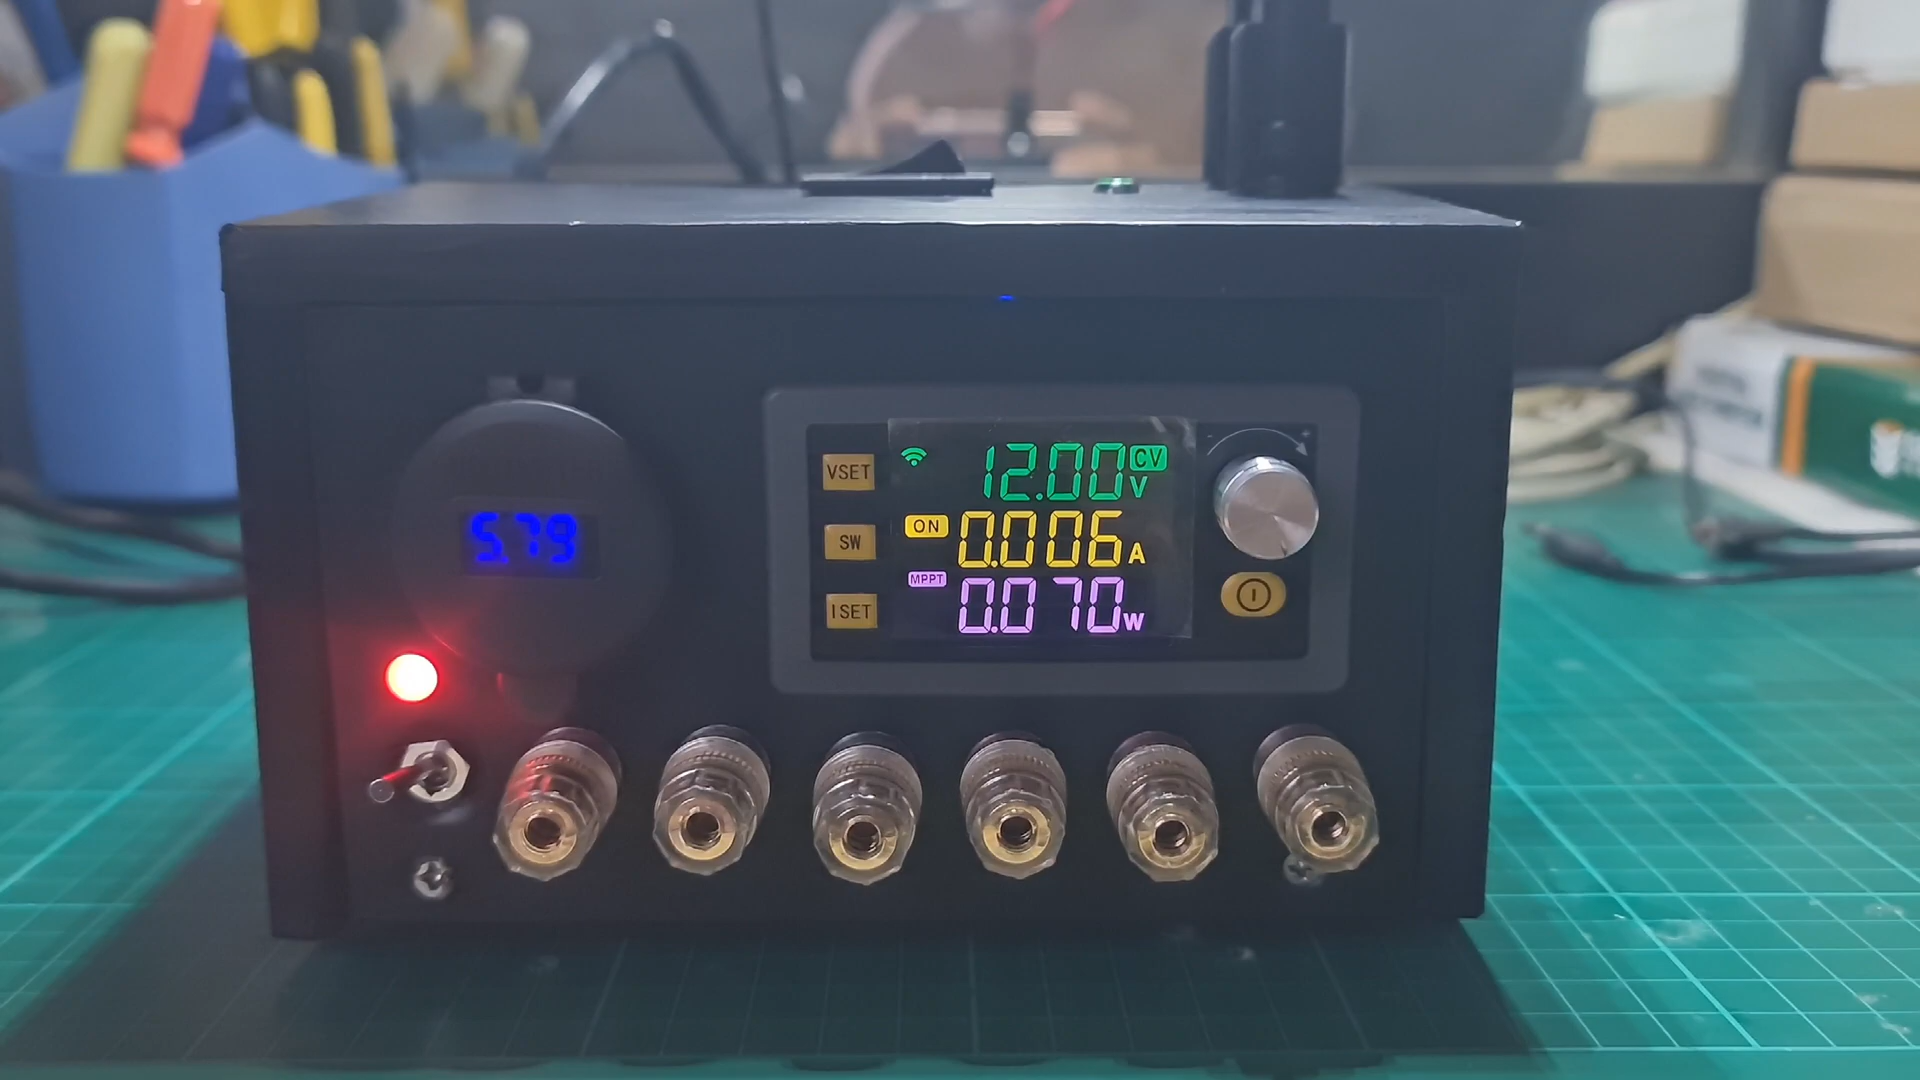 VSET
12.00 CV
V
5.79
SW
ON
0.006 A
MPPT
ISET
0.070 W